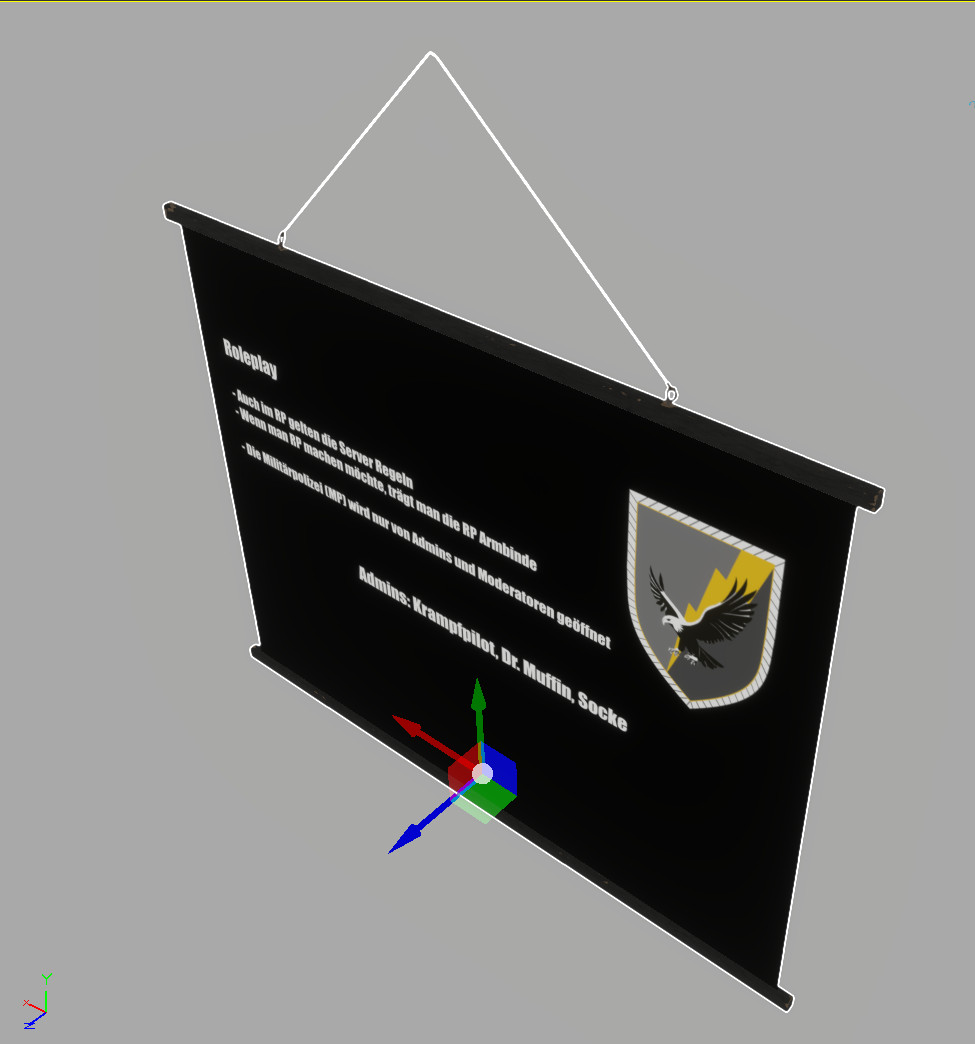 Roleplay
- Auch im RP gelten die Server Regeln
- Wenn man RP machen möchte, trägt man die RP Armbinde
- Die Militärpolizei (MP) wird nur von Admins und Moderatoren geöffnet
Admins: Krampfpilot, Dr. Muffin, Socke
Y
X
Z